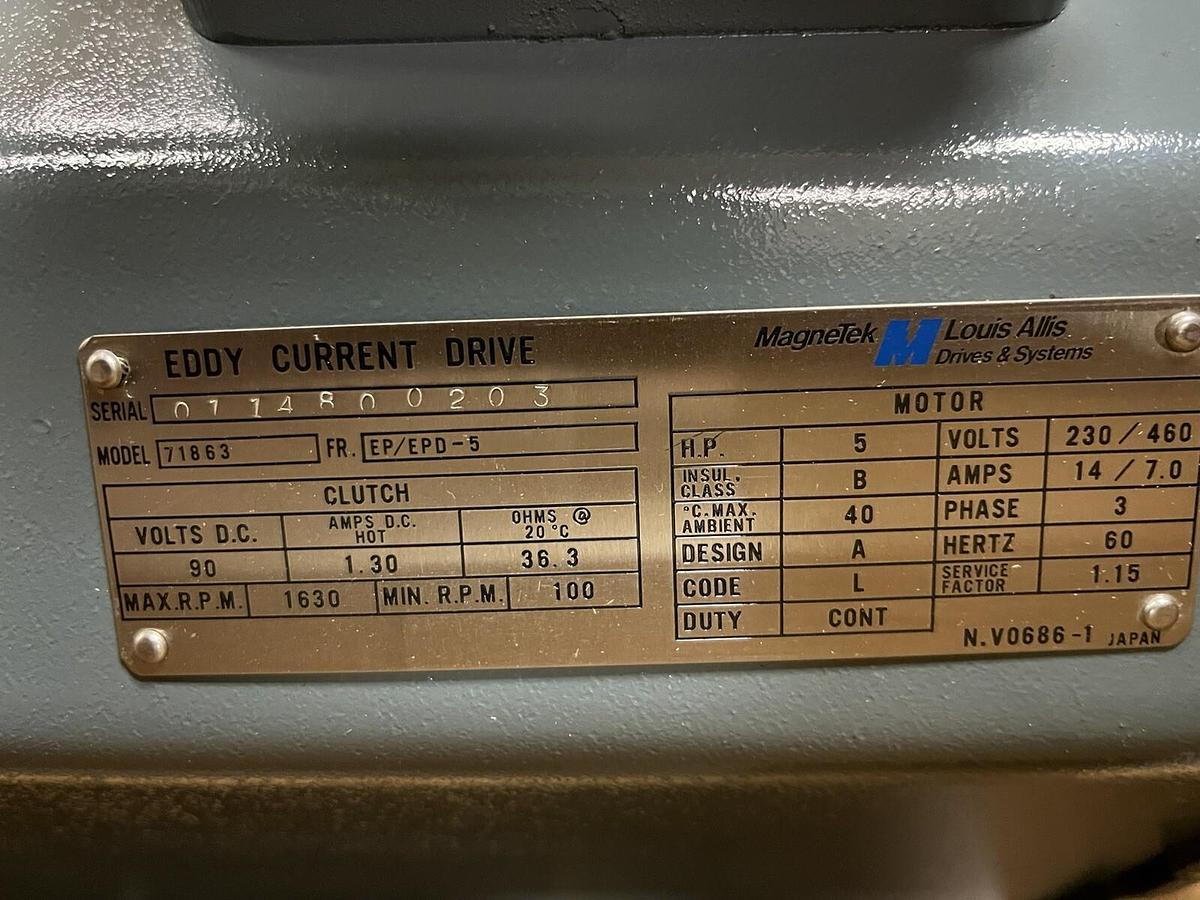 EDDY CURRENT DRIVE
SERIAL 0114800203
MODEL 71863 FR. EP/EPD-5
CLUTCH
VOLTS D.C. AMPS D.C. HOT OHMS @ 20°C
90 1.30 36.3
MAX.R.P.M. 1630 MIN. R.P.M. 100
MagneTek M Louis Allis
Drives & Systems
MOTOR
H.P. 5 VOLTS 230/460
INSUL. CLASS B AMPS 14/7.0
°C.MAX. AMBIENT 40 PHASE 3
DESIGN A HERTZ 60
CODE L SERVICE FACTOR 1.15
DUTY CONT
N.V0686-1 JAPAN